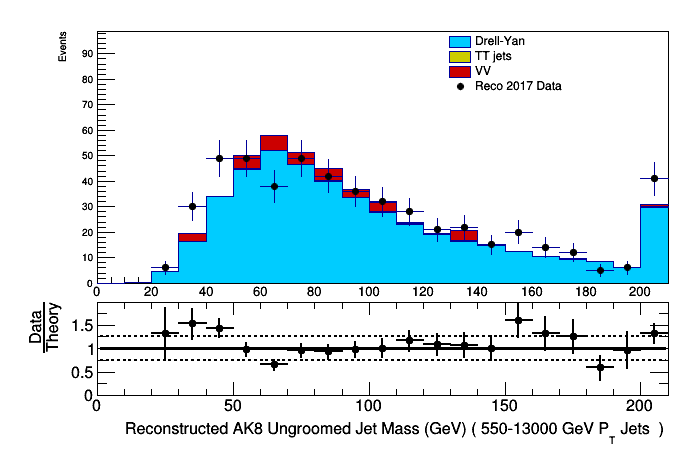 Events
Drell-Yan
TT jets
VV
Reco 2017 Data
90
80
70
60
50
40
30
20
10
0
0 20 40 60 80 100 120 140 160 180 200
Data
Theory
1.5
1
0.5
0
0 50 100 150 200
Reconstructed AK8 Ungroomed Jet Mass (GeV) ( 550-13000 GeV P_T Jets )